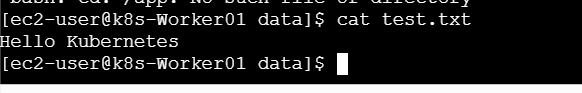 bash: cd: /app: No such file or directory
[ec2-user@k8s-Worker01 data]$ cat test.txt
Hello Kubernetes
[ec2-user@k8s-Worker01 data]$